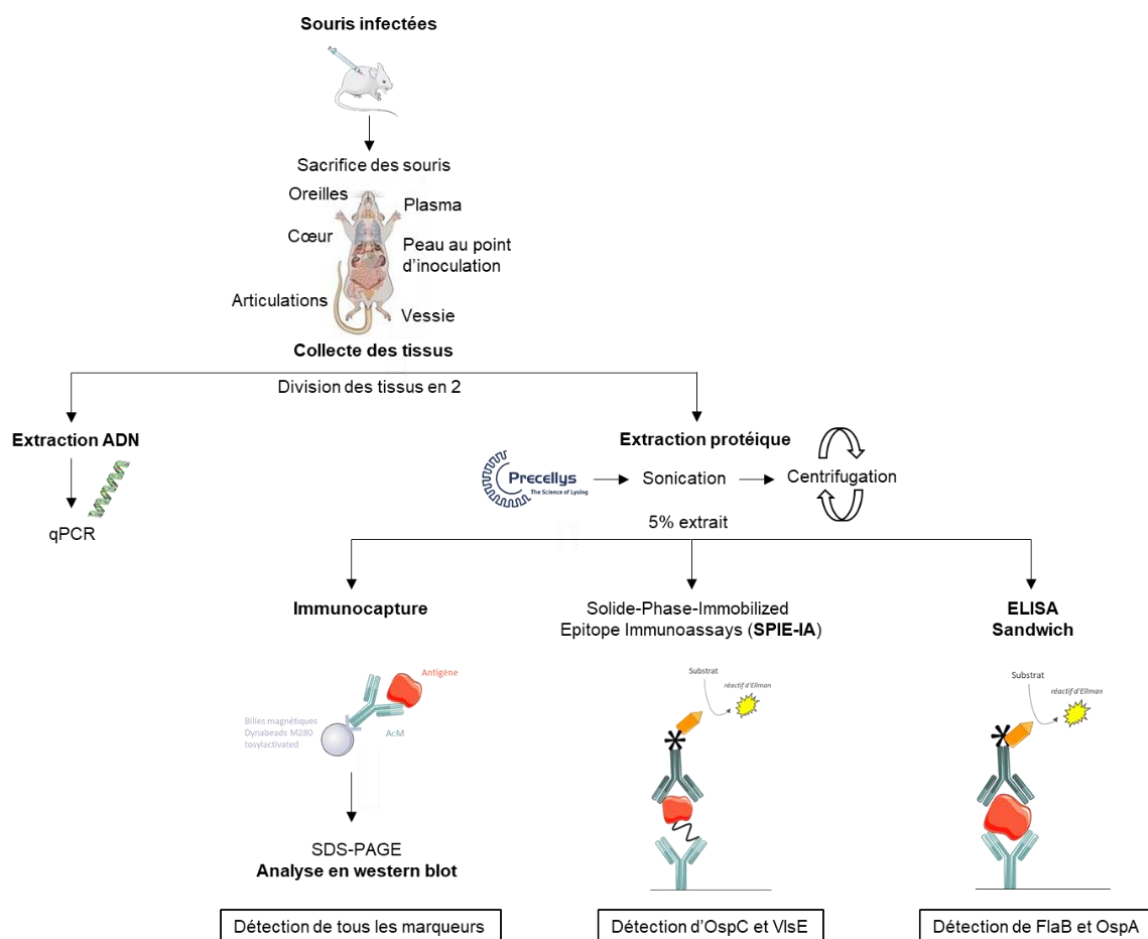 Souris infectées
Sacrifice des souris
Oreilles
Plasma
Cœur
Peau au point
d'inoculation
Articulations
Vessie
Collecte des tissus
Division des tissus en 2
Extraction ADN
qPCR
Extraction protéique
Precellys
The Science of Lysing
Sonication
Centrifugation
5% extrait
Immunocapture
Antigène
Billes magnétiques
Dynabeads M280
tosylactivated
AcM
SDS-PAGE
Analyse en western blot
Détection de tous les marqueurs
Solide-Phase-Immobilized
Epitope Immunoassays (SPIE-IA)
Substrat
réactif d'Ellman
Détection d'OspC et VlsE
ELISA
Sandwich
Substrat
réactif d'Ellman
Détection de FlaB et OspA